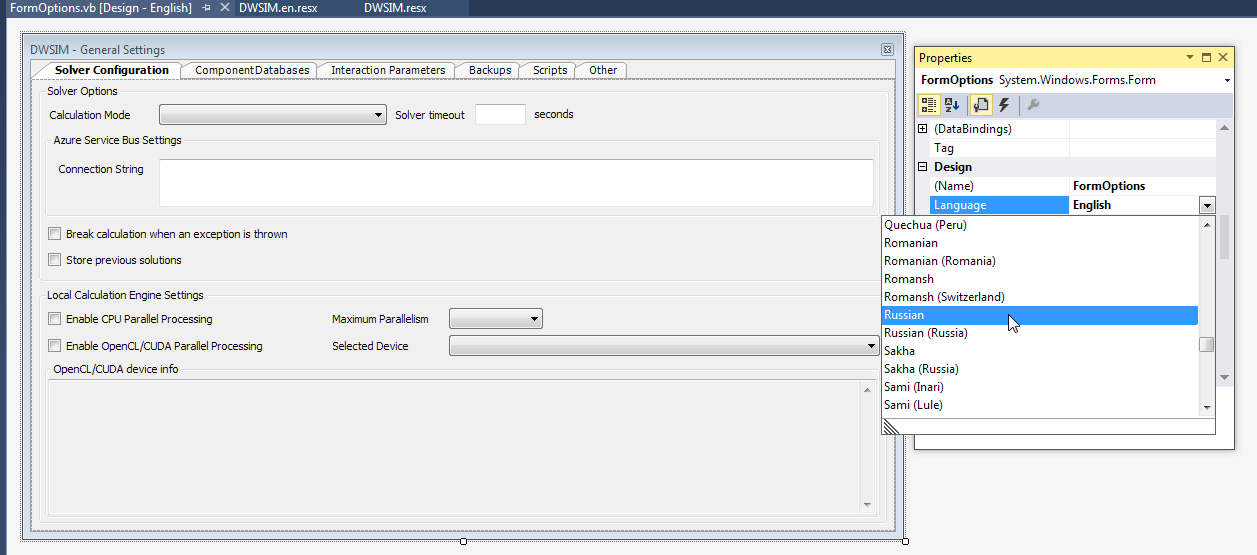 FormOptions.vb [Design - English]
DWSIM.en.resx
DWSIM.resx
DWSIM - General Settings
Solver Configuration
ComponentDatabases
Interaction Parameters
Backups
Scripts
Other
Solver Options
Calculation Mode
Solver timeout
seconds
Azure Service Bus Settings
Connection String
Break calculation when an exception is thrown
Store previous solutions
Local Calculation Engine Settings
Enable CPU Parallel Processing
Maximum Parallelism
Enable OpenCL/CUDA Parallel Processing
Selected Device
OpenCL/CUDA device info
Properties
FormOptions System.Windows.Forms.Form
(DataBindings)
Tag
Design
(Name)
FormOptions
Language
English
Quechua (Peru)
Romanian
Romanian (Romania)
Romansh
Romansh (Switzerland)
Russian
Russian (Russia)
Sakha
Sakha (Russia)
Sami (Inari)
Sami (Lule)